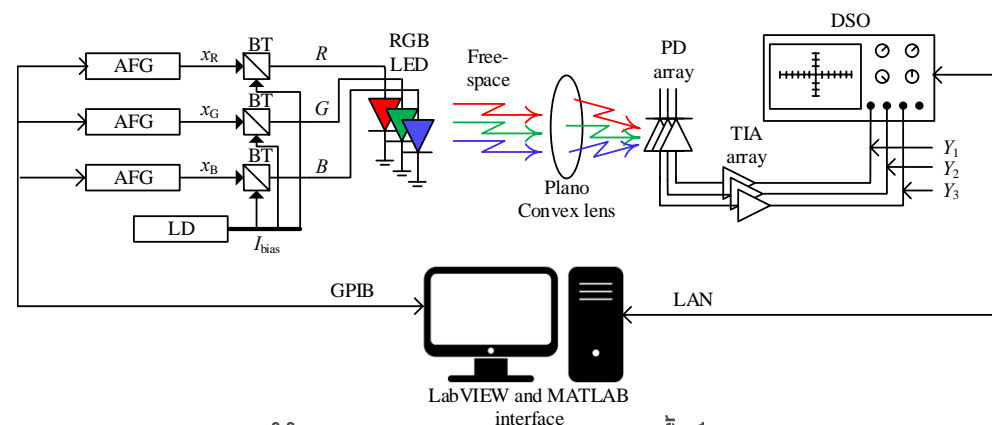 AFG
x_R
BT
R
RGB
LED
AFG
x_G
BT
G
AFG
x_B
BT
B
LD
I_bias
Free-
space
Plano
Convex lens
PD
array
TIA
array
DSO
Y_1
Y_2
Y_3
GPIB
LAN
LabVIEW and MATLAB
interface